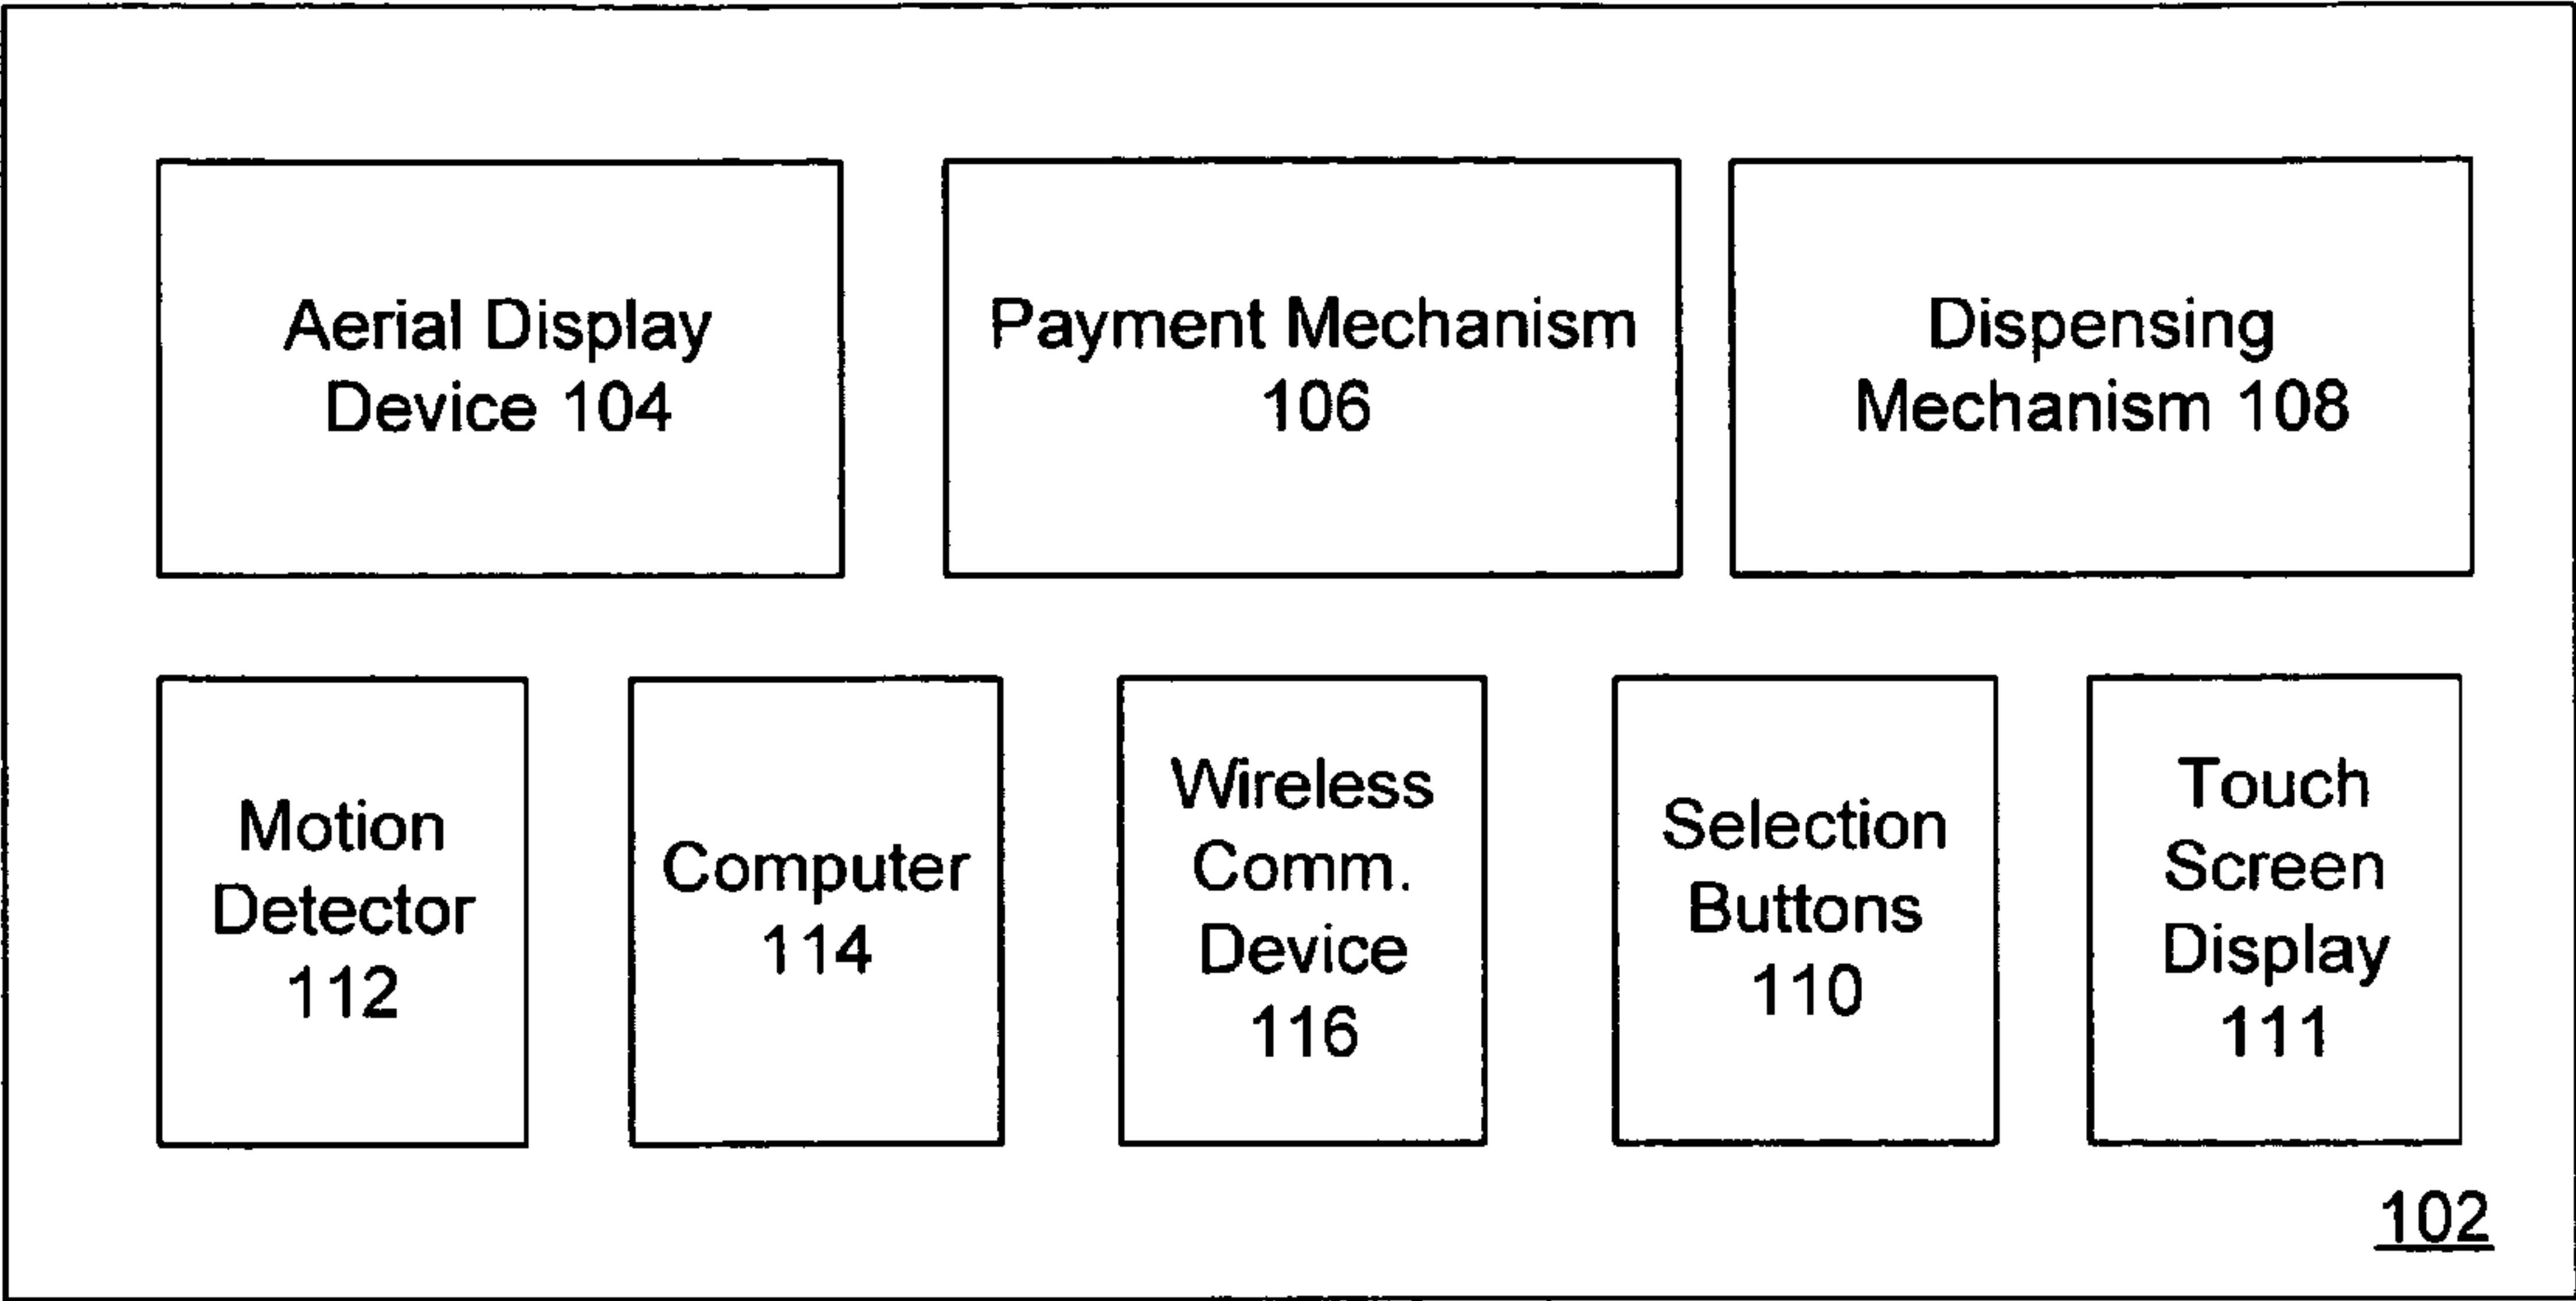 Aerial Display
Device 104
Payment Mechanism
106
Dispensing
Mechanism 108
Motion
Detector
112
Computer
114
Wireless
Comm.
Device
116
Selection
Buttons
110
Touch
Screen
Display
111
102